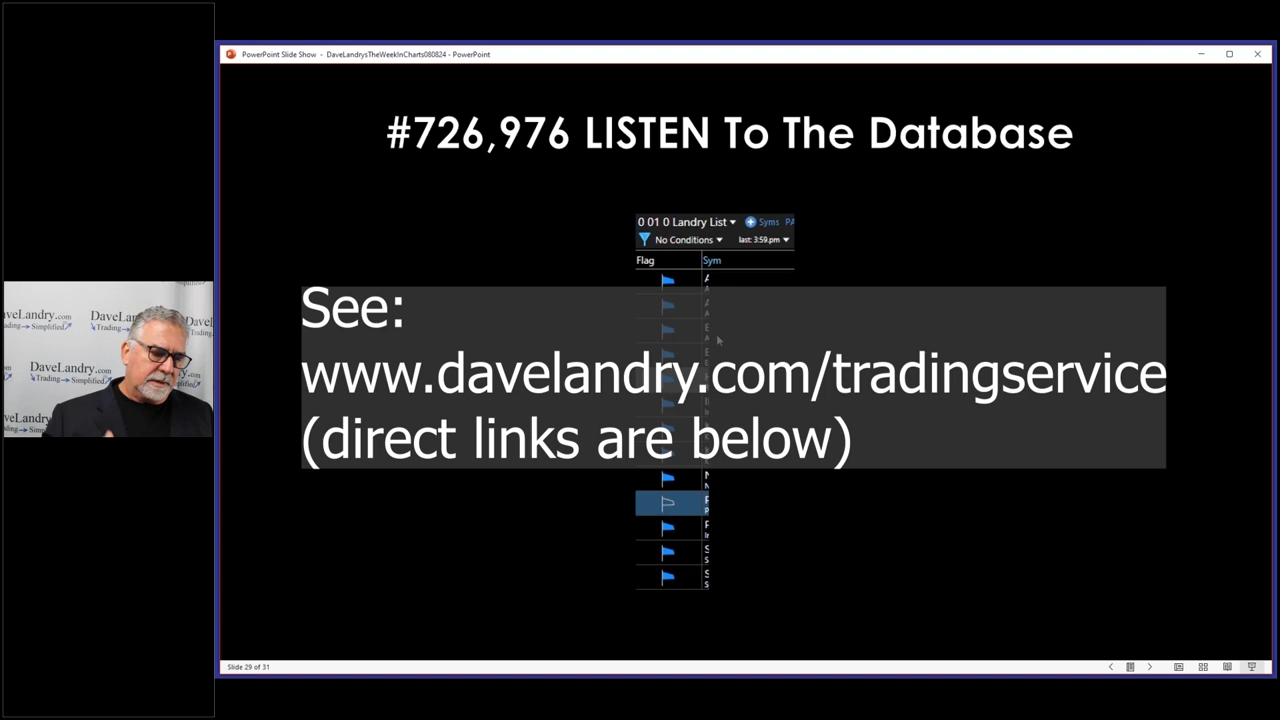 PowerPoint Slide Show - DaveLandrysTheWeekInCharts080824 - PowerPoint
#726,976 LISTEN To The Database
0 01 0 Landry List
Syms
No Conditions
last: 3:59.pm
Flag
Sym
See:
www.davelandry.com/tradingservice
(direct links are below)
DaveLandry.com
Trading Simplified
DaveLandry.com
Slide 29 of 31